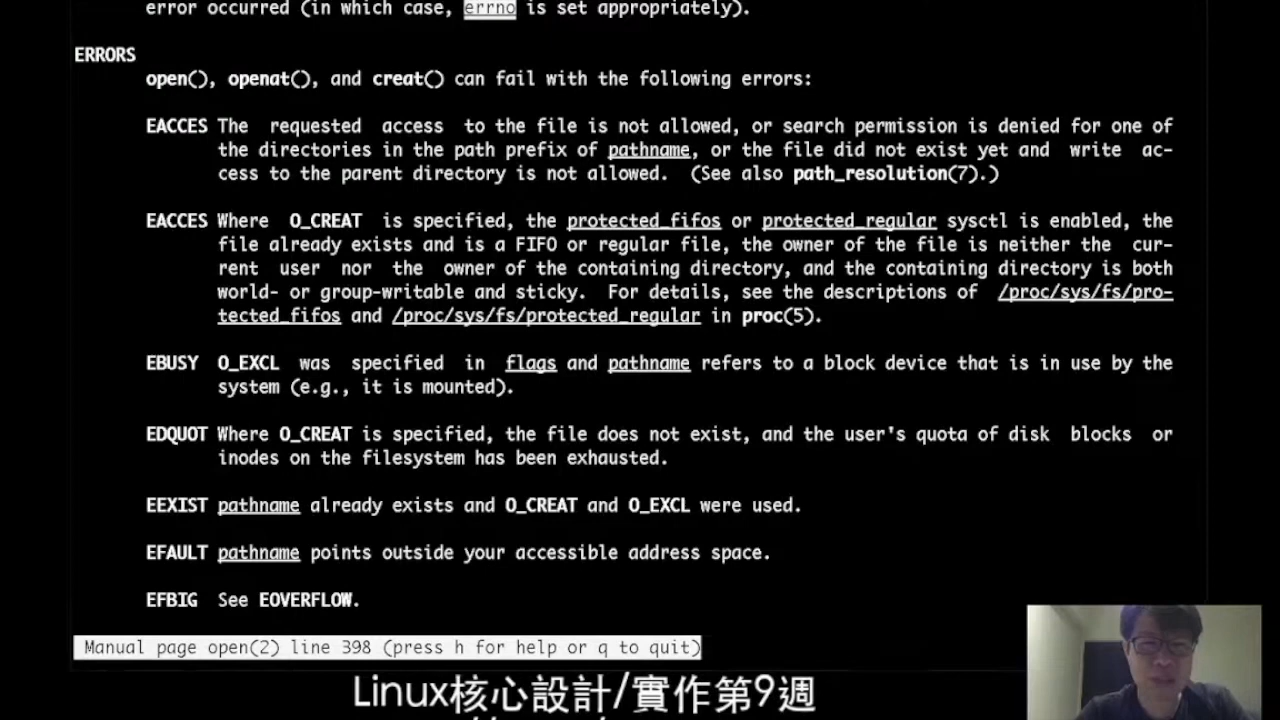 error occurred (in which case, errno is set appropriately).
ERRORS
open(), openat(), and creat() can fail with the following errors:
EACCES The requested access to the file is not allowed, or search permission is denied for one of
the directories in the path prefix of pathname, or the file did not exist yet and write ac-
cess to the parent directory is not allowed. (See also path_resolution(7).)
EACCES Where O_CREAT is specified, the protected_fifos or protected_regular sysctl is enabled, the
file already exists and is a FIFO or regular file, the owner of the file is neither the cur-
rent user nor the owner of the containing directory, and the containing directory is both
world- or group-writable and sticky. For details, see the descriptions of /proc/sys/fs/pro-
tected_fifos and /proc/sys/fs/protected_regular in proc(5).
EBUSY O_EXCL was specified in flags and pathname refers to a block device that is in use by the
system (e.g., it is mounted).
EDQUOT Where O_CREAT is specified, the file does not exist, and the user's quota of disk blocks or
inodes on the filesystem has been exhausted.
EEXIST pathname already exists and O_CREAT and O_EXCL were used.
EFAULT pathname points outside your accessible address space.
EFBIG See EOVERFLOW.
Manual page open(2) line 398 (press h for help or q to quit)
Linux核心設計/實作第9週